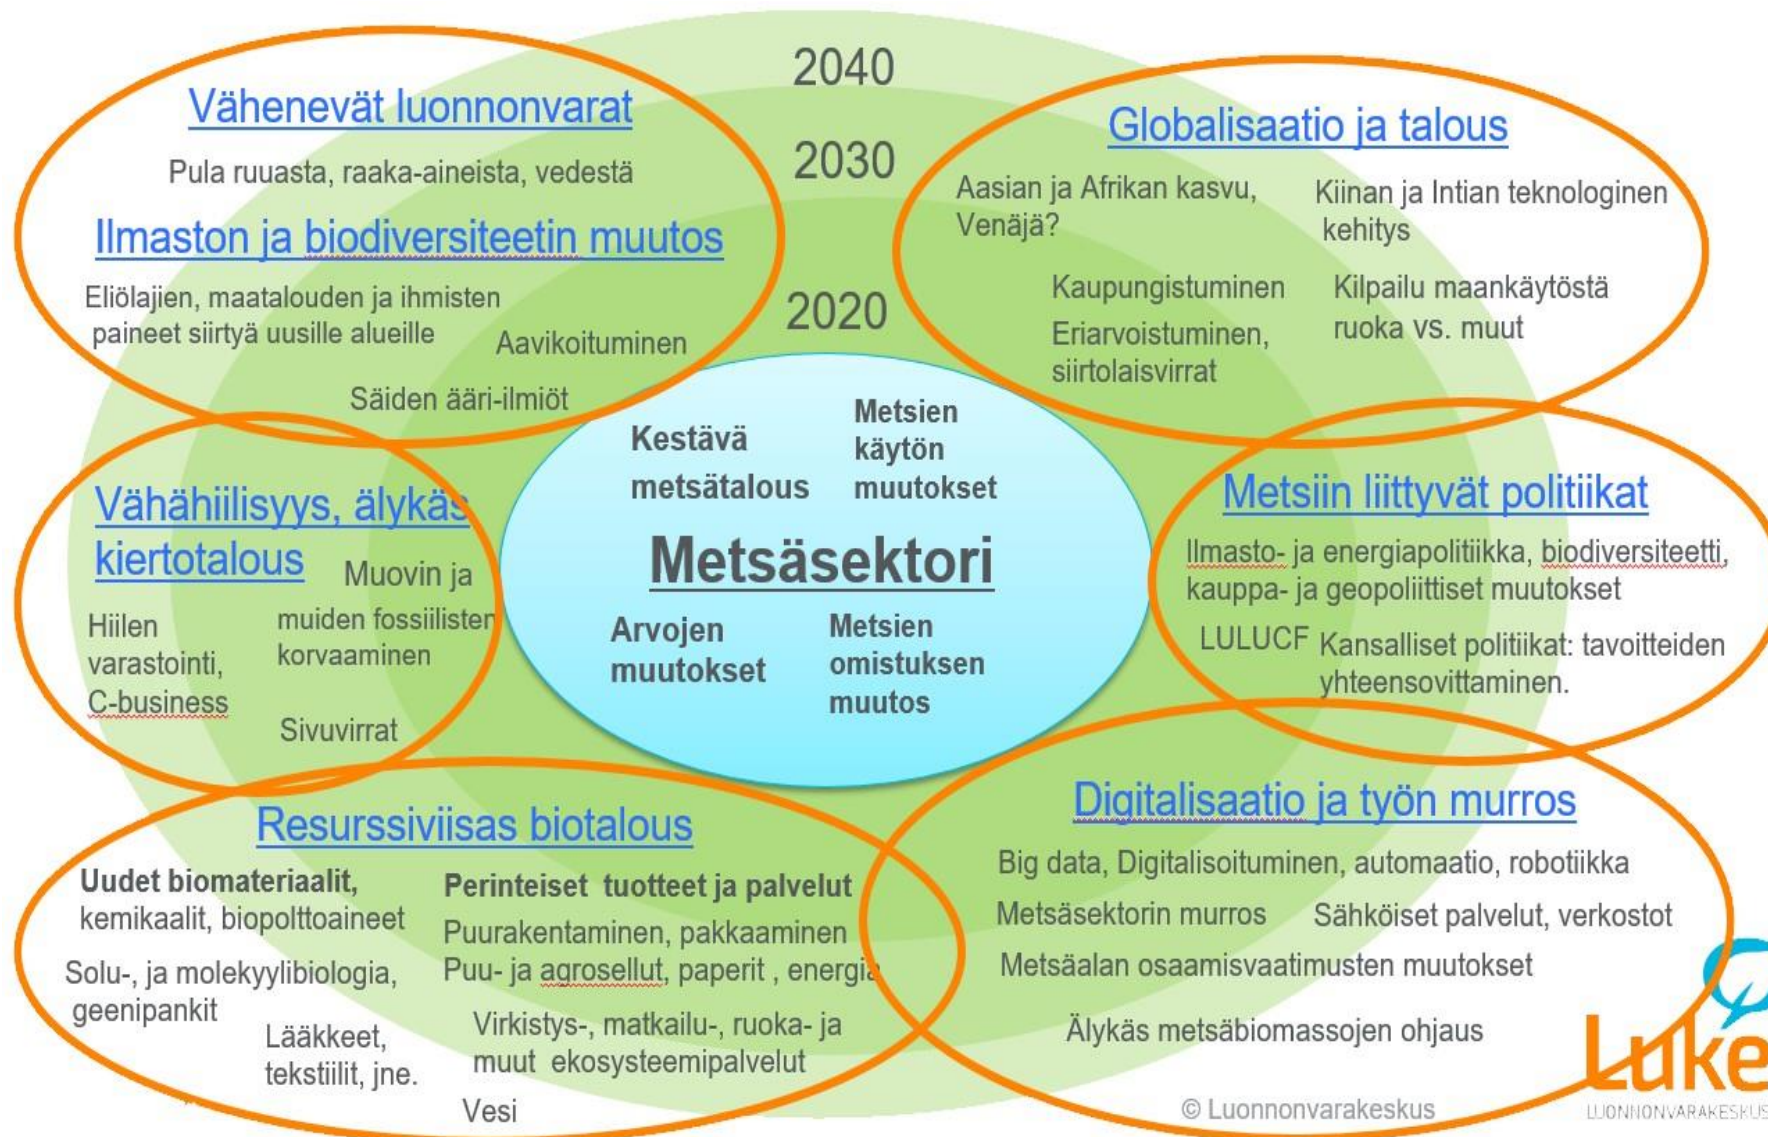 2040
2030
2020
Vähenevät luonnonvarat
Pula ruuasta, raaka-aineista, vedestä
Ilmaston ja biodiversiteetin muutos
Eliölajien, maatalouden ja ihmisten
paineet siirtyä uusille alueille
Aavikoituminen
Säiden ääri-ilmiöt
Globalisaatio ja talous
Aasian ja Afrikan kasvu,
Venäjä?
Kiinan ja Intian teknologinen
kehitys
Kaupungistuminen
Eriarvoistuminen,
siirtolaisvirrat
Kilpailu maankäytöstä
ruoka vs. muut
Kestävä
metsätalous
Metsien
käytön
muutokset
Metsäsektori
Arvojen
muutokset
Metsien
omistuksen
muutos
Vähähiilisyys, älykäs
kiertotalous
Muovin ja
muiden fossiilisten
korvaaminen
Hiilen
varastointi,
C-business
Sivuvirrat
Metsiin liittyvät politiikat
Ilmasto- ja energiapolitiikka, biodiversiteetti,
kauppa- ja geopoliittiset muutokset
LULUCF
Kansalliset politiikat: tavoitteiden
yhteensovittaminen.
Resurssiviisas biotalous
Uudet biomateriaalit,
kemikaalit, biopolttoaineet
Solu-, ja molekyylibiologia,
geenipankit
Lääkkeet,
tekstiilit, jne.
Perinteiset tuotteet ja palvelut
Puurakentaminen, pakkaaminen
Puu- ja agrosellut, paperit , energia
Virkistys-, matkailu-, ruoka- ja
muut ekosysteemipalvelut
Vesi
Digitalisaatio ja työn murros
Big data, Digitalisoituminen, automaatio, robotiikka
Metsäsektorin murros
Sähköiset palvelut, verkostot
Metsäalan osaamisvaatimusten muutokset
Älykäs metsäbiomassojen ohjaus
© Luonnonvarakeskus
Luke
LUONNONVARAKESKUS